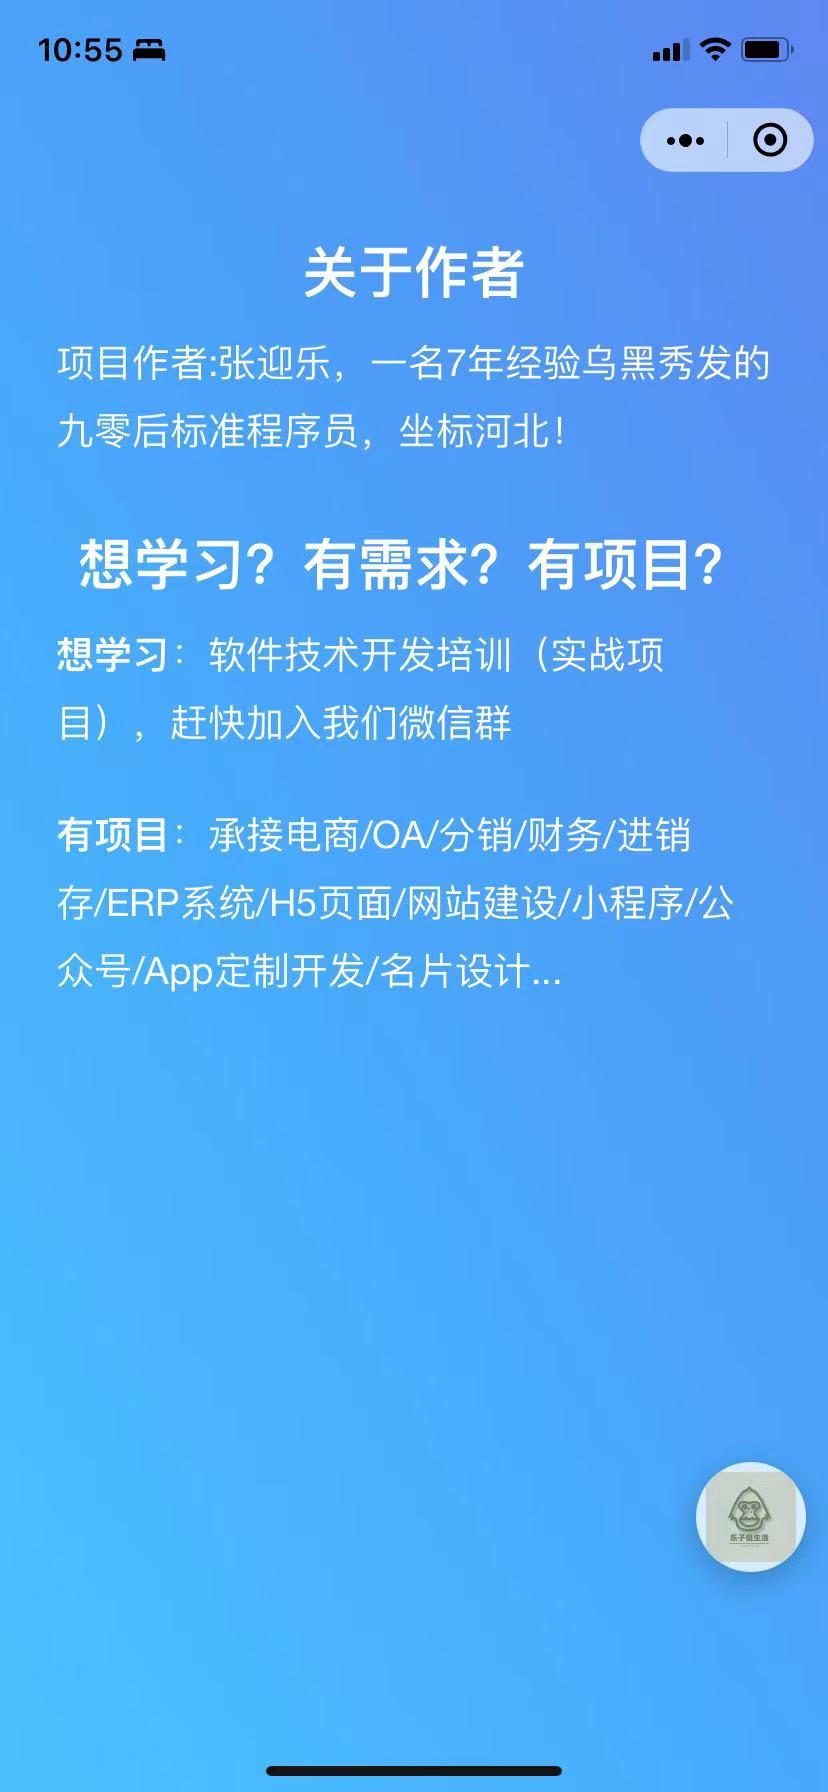 10:55
关于作者
项目作者:张迎乐，一名7年经验乌黑秀发的
九零后标准程序员，坐标河北！
想学习？有需求？有项目？
想学习：软件技术开发培训（实战项
目），赶快加入我们微信群
有项目：承接电商/OA/分销/财务/进销
存/ERP系统/H5页面/网站建设/小程序/公
众号/App定制开发/名片设计...
乐子侃生活